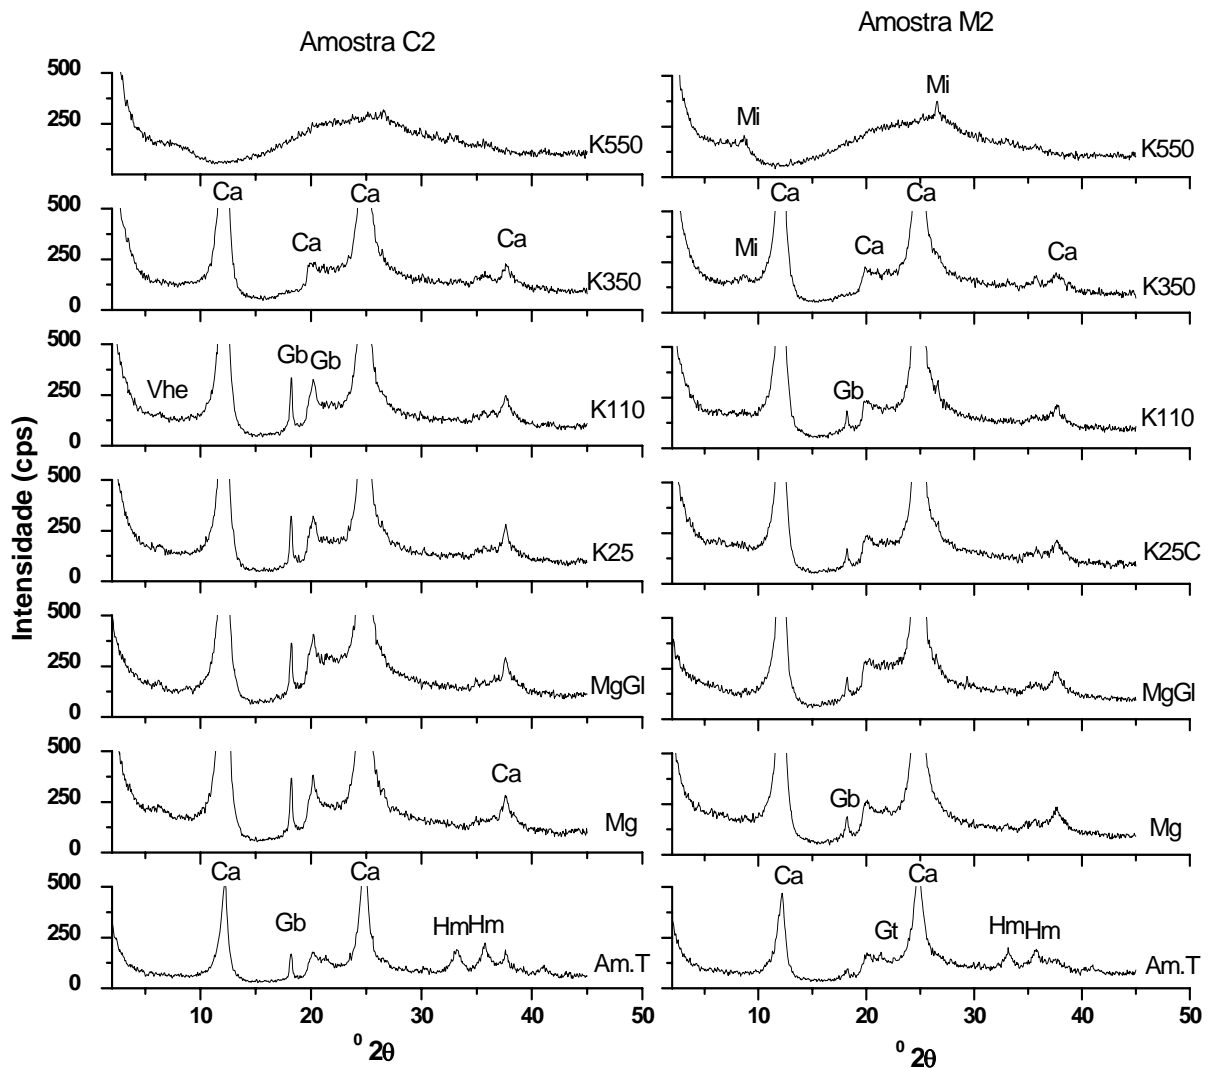 Amostra C2
Amostra M2
Intensidade (cps)
500
250
K550
Mi
Mi
K550
500
250
0
Ca
Ca
Ca
Ca
K350
Mi
Ca
Ca
Ca
Ca
K350
500
250
0
Vhe
Gb
Gb
K110
Gb
K110
500
250
0
K25
K25C
500
250
0
MgGl
MgGl
500
250
0
Ca
Mg
Gb
Mg
500
250
0
Ca
Gb
Ca
Hm
Hm
Am.T
Ca
Gt
Ca
Hm
Hm
Am.T
10 20 30 40 50
10 20 30 40 50
⁰ 2θ
⁰ 2θ